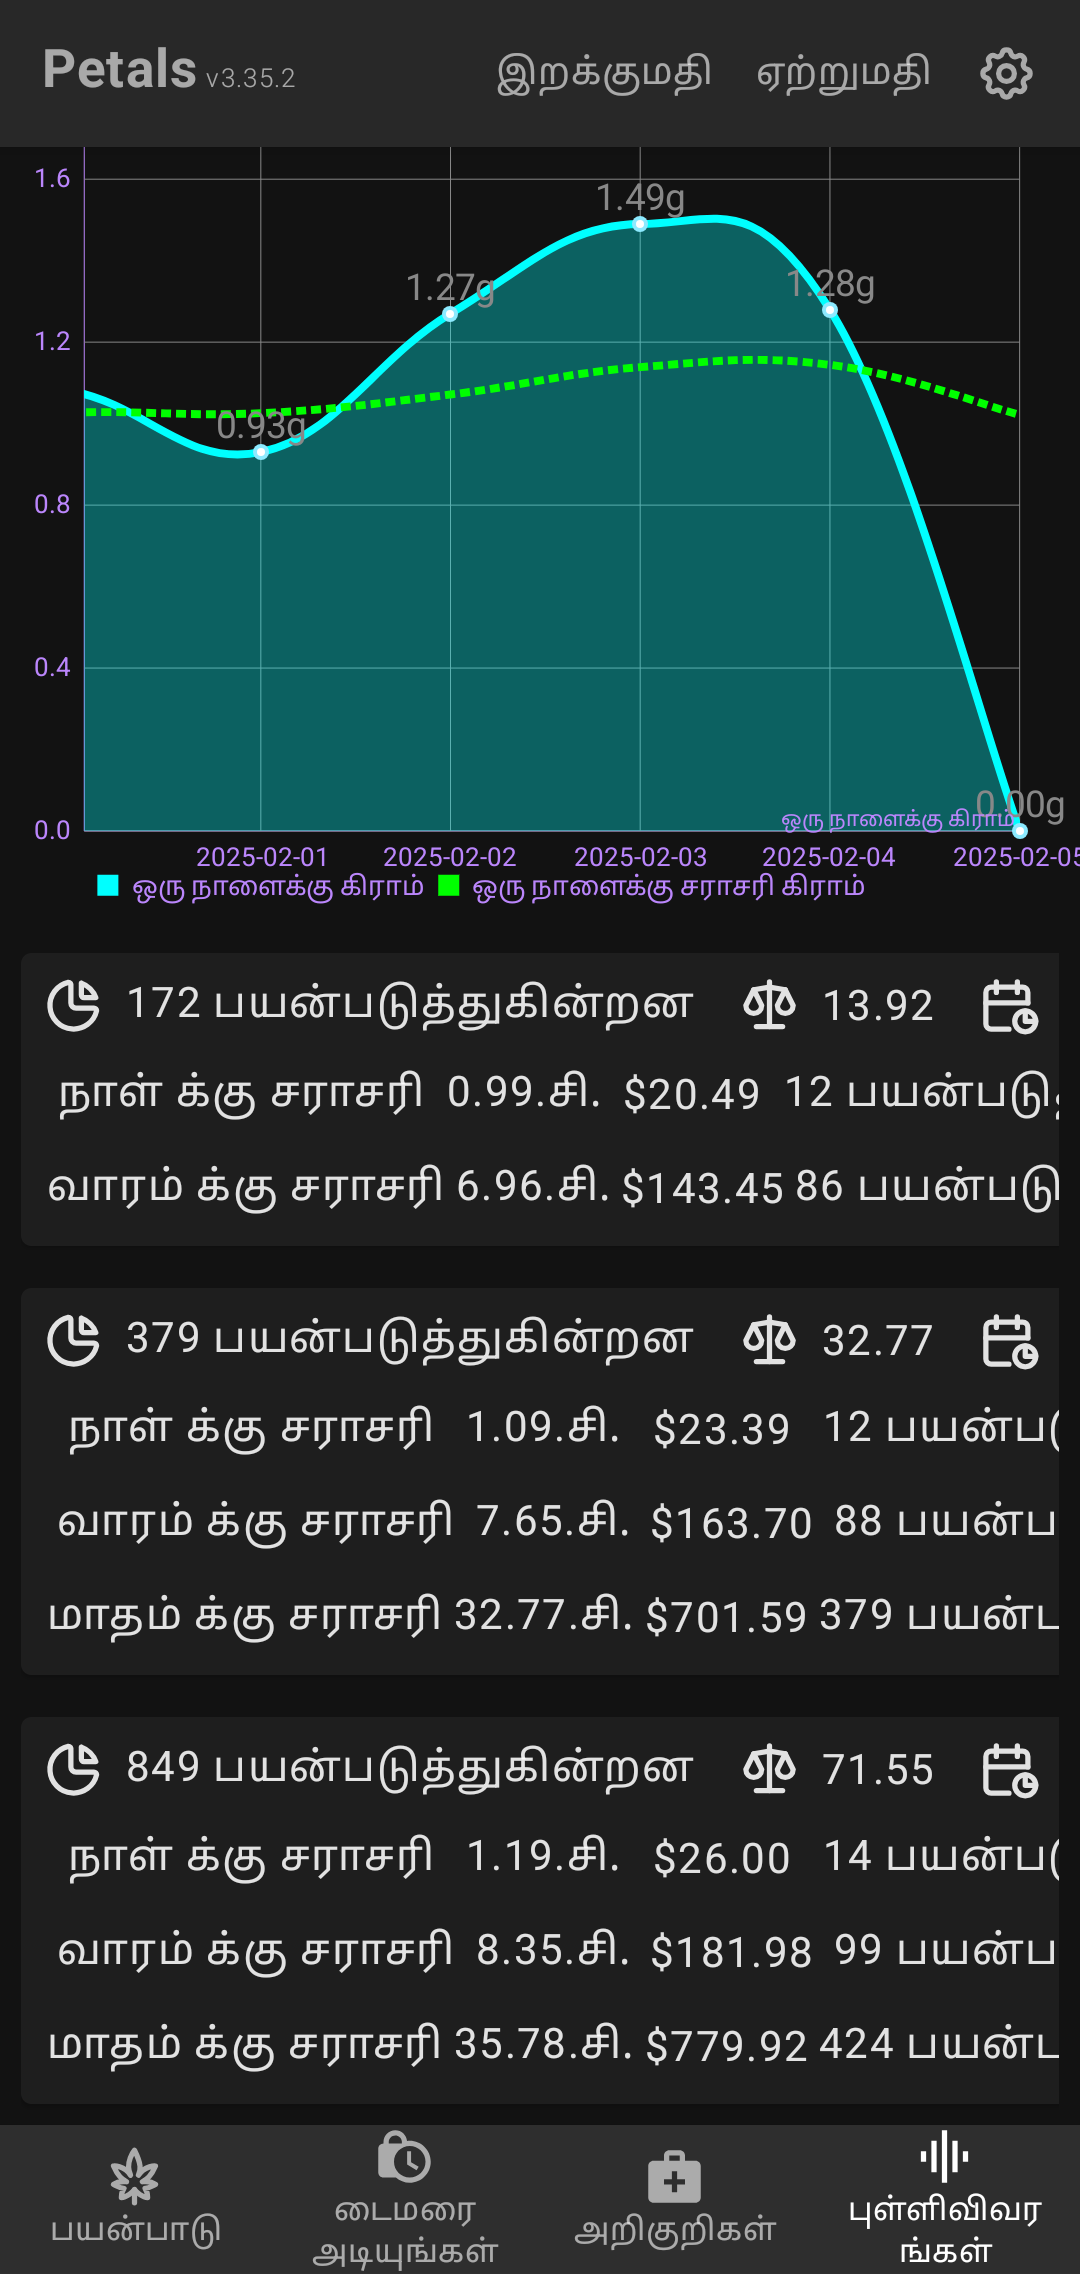 Petals v3.35.2 இறக்குமதி ஏற்றுமதி
1.6
1.2
0.8
0.4
0.0
1.49g
1.27g
1.28g
0.93g
0.00g
ஒரு நாளைக்கு கிராம்
2025-02-01 2025-02-02 2025-02-03 2025-02-04 2025-02-05
ஒரு நாளைக்கு கிராம் ஒரு நாளைக்கு சராசரி கிராம்
172 பயன்படுத்துகின்றன 13.92
நாள் க்கு சராசரி 0.99.சி. $20.49 12
வாரம் க்கு சராசரி 6.96.சி. $143.45 86 பயன்படு
379 பயன்படுத்துகின்றன 32.77
நாள் க்கு சராசரி 1.09.சி. $23.39 12
வாரம் க்கு சராசரி 7.65.சி. $163.70 88 பயன்ப
மாதம் க்கு சராசரி 32.77.சி. $701.59 379 பயன்ப
849 பயன்படுத்துகின்றன 71.55
நாள் க்கு சராசரி 1.19.சி. $26.00 14
வாரம் க்கு சராசரி 8.35.சி. $181.98 99 பயன்ப
மாதம் க்கு சராசரி 35.78.சி. $779.92 424 பயன்ப
பயன்பாடு
டைமரை
அடியுங்கள்
அறிகுறிகள்
புள்ளிவிவர
ங்கள்